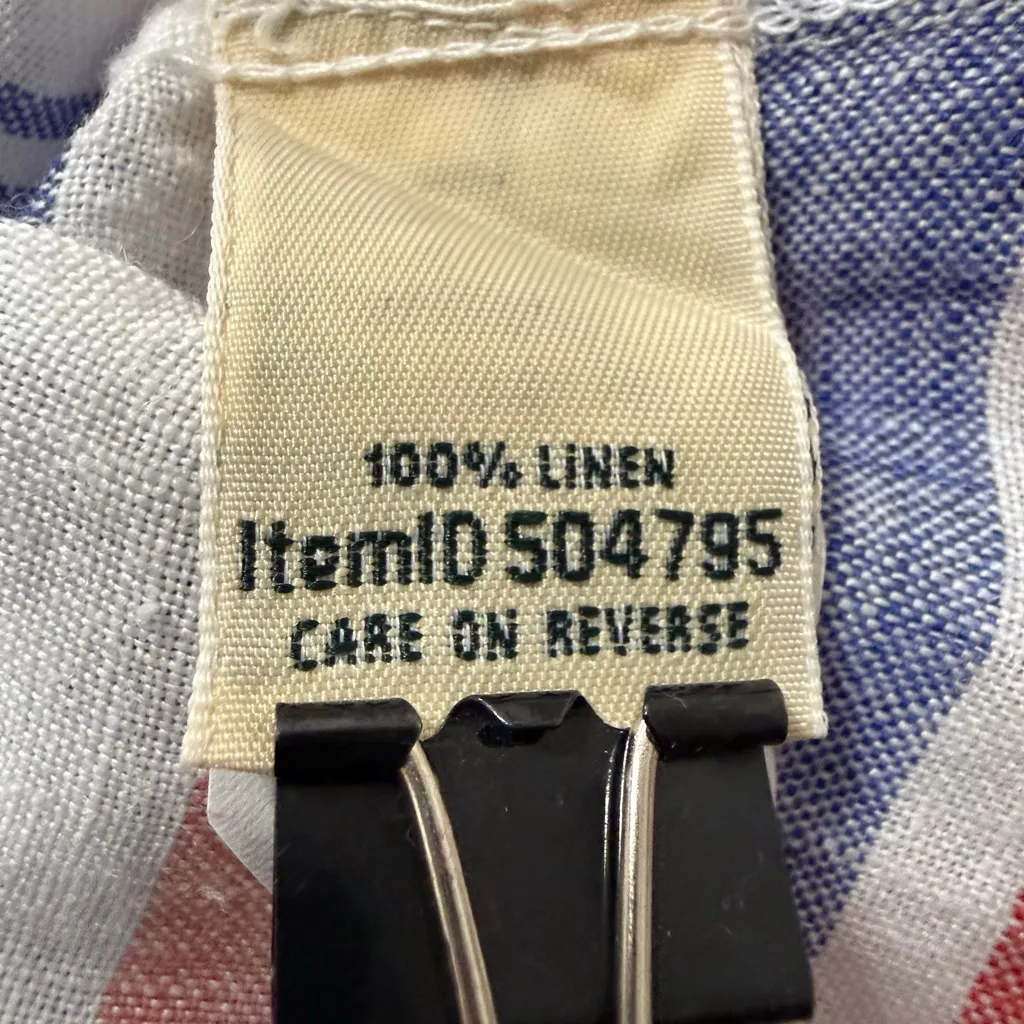 100% LINEN
ItemID 504795
CARE ON REVERSE